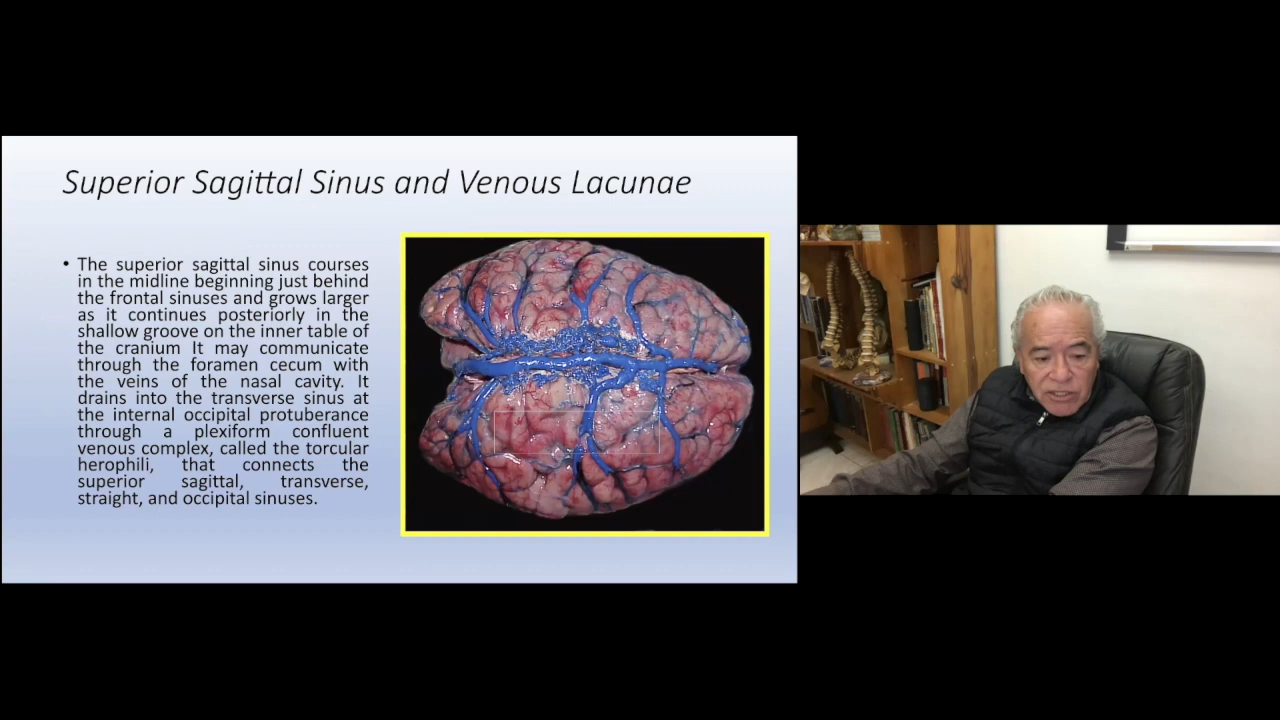 Superior Sagittal Sinus and Venous Lacunae
• The superior sagittal sinus courses
in the midline beginning just behind
the frontal sinuses and grows larger
as it continues posteriorly in the
shallow groove on the inner table of
the cranium It may communicate
through the foramen cecum with
the veins of the nasal cavity. It
drains into the transverse sinus at
the internal occipital protuberance
through a plexiform confluent
venous complex, called the torcular
herophili, that connects the
superior sagittal, transverse,
straight, and occipital sinuses.